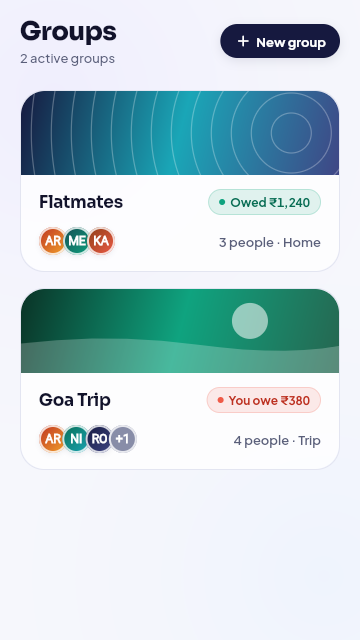 Groups
2 active groups
+ New group
Flatmates
Owed ₹1,240
AR ME KA
3 people · Home
Goa Trip
You owe ₹380
AR NI RO +1
4 people · Trip